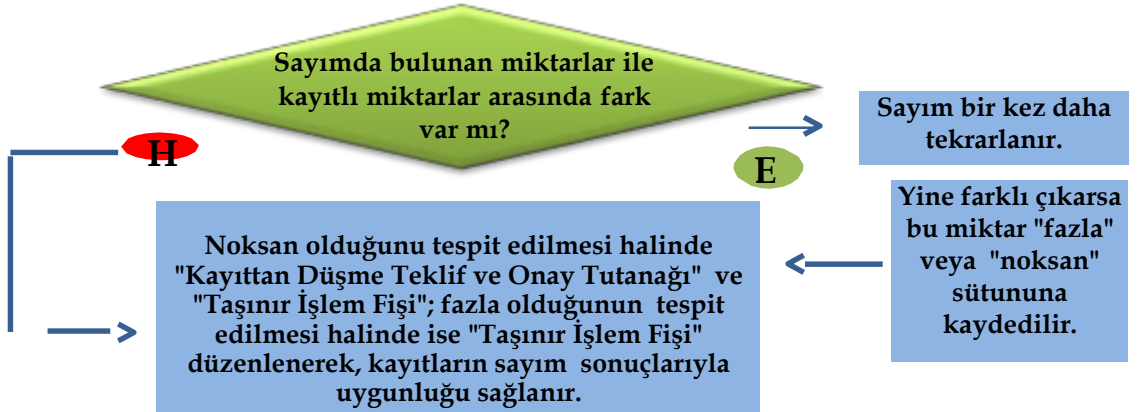 Sayımda bulunan miktarlar ile
kayıtlı miktarlar arasında fark
var mı?
H
E
Sayım bir kez daha
tekrarlanır.
Yine farklı çıkarsa
bu miktar "fazla"
veya "noksan"
sütununa
kaydedilir.
Noksan olduğunu tespit edilmesi halinde
"Kayıttan Düşme Teklif ve Onay Tutanağı" ve
"Taşınır İşlem Fişi"; fazla olduğunun tespit
edilmesi halinde ise "Taşınır İşlem Fişi"
düzenlenerek, kayıtların sayım sonuçlarıyla
uygunluğu sağlanır.